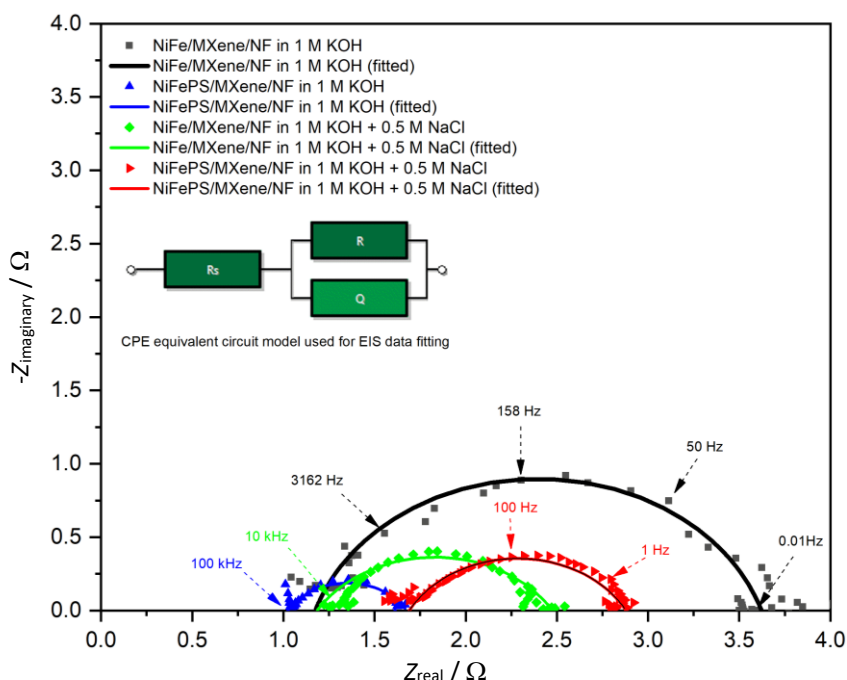 4.0
3.5
3.0
2.5
2.0
1.5
1.0
0.5
0.0
-Zimaginary / Ω
NiFe/MXene/NF in 1 M KOH
NiFe/MXene/NF in 1 M KOH (fitted)
NiFePS/MXene/NF in 1 M KOH
NiFePS/MXene/NF in 1 M KOH (fitted)
NiFe/MXene/NF in 1 M KOH + 0.5 M NaCl
NiFe/MXene/NF in 1 M KOH + 0.5 M NaCl (fitted)
NiFePS/MXene/NF in 1 M KOH + 0.5 M NaCl
NiFePS/MXene/NF in 1 M KOH + 0.5 M NaCl (fitted)
R
Rs
Q
CPE equivalent circuit model used for EIS data fitting
158 Hz
50 Hz
3162 Hz
100 Hz
10 kHz
1 Hz
0.01Hz
100 kHz
0.0 0.5 1.0 1.5 2.0 2.5 3.0 3.5 4.0
Zreal / Ω